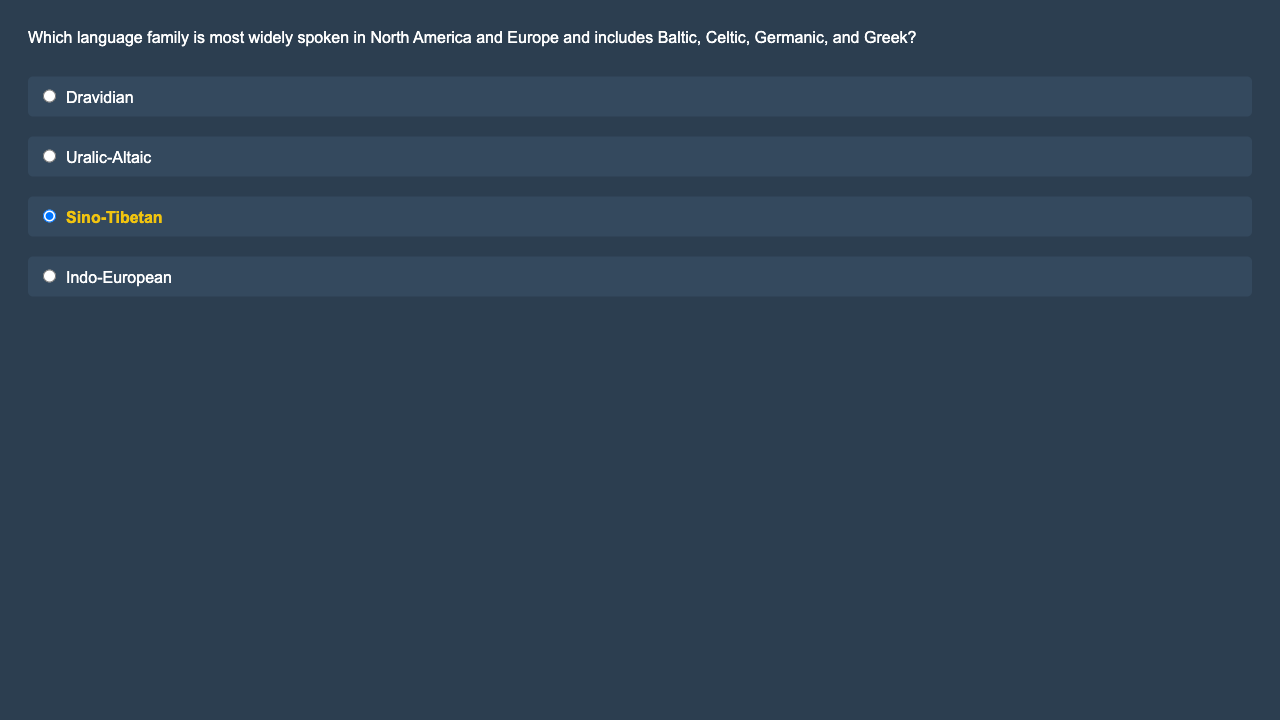 Which language family is most widely spoken in North America and Europe and includes Baltic, Celtic, Germanic, and Greek?
Dravidian
Uralic-Altaic
Sino-Tibetan
Indo-European